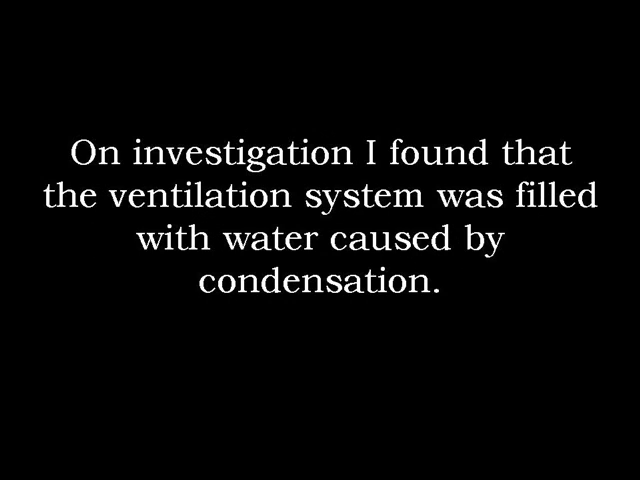 On investigation I found that
the ventilation system was filled
with water caused by
condensation.